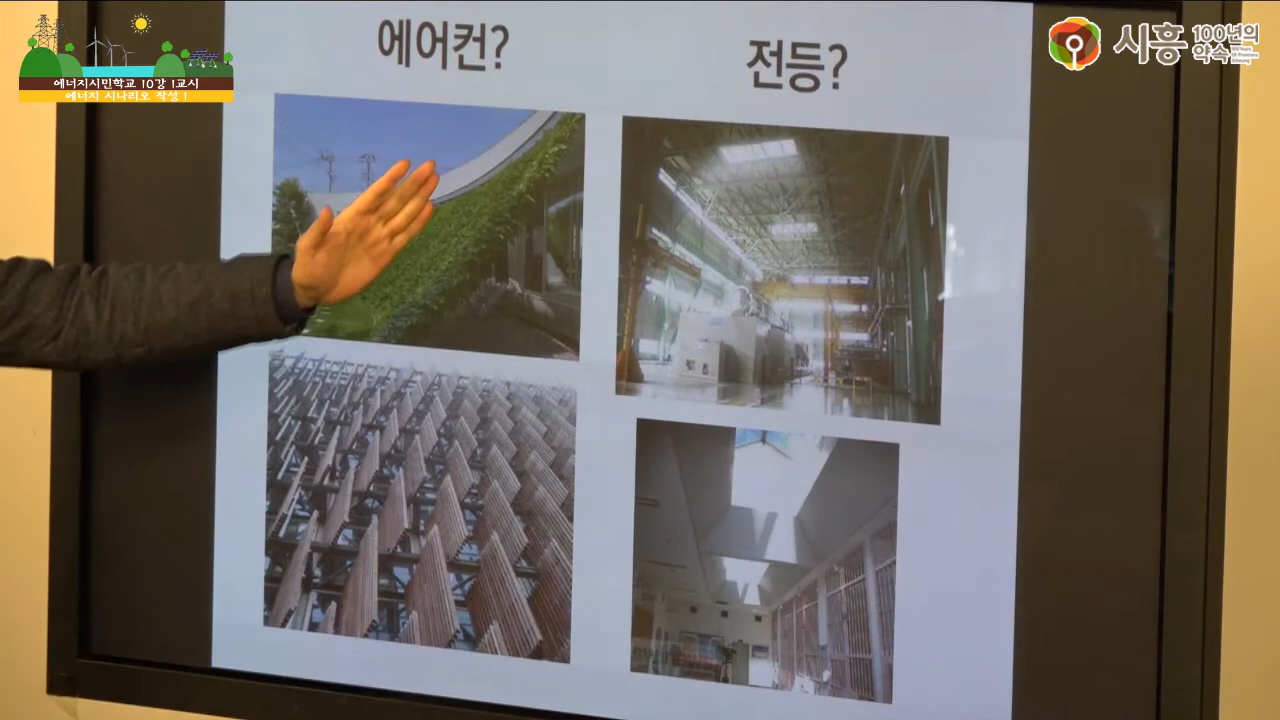 에너지시민학교 10강 1교시
에너지 시나리오 작성 1
에어컨?
전등?
시흥
100년의
약속